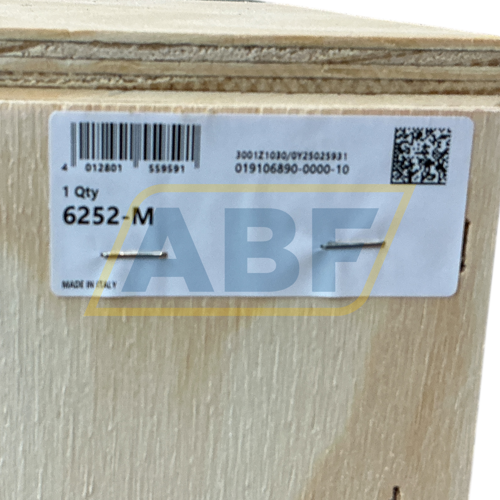 4 012801 559591
3001Z1030/0Y25025931
019106890-0000-10
1 Qty
6252-M
MADE IN ITALY
ABF